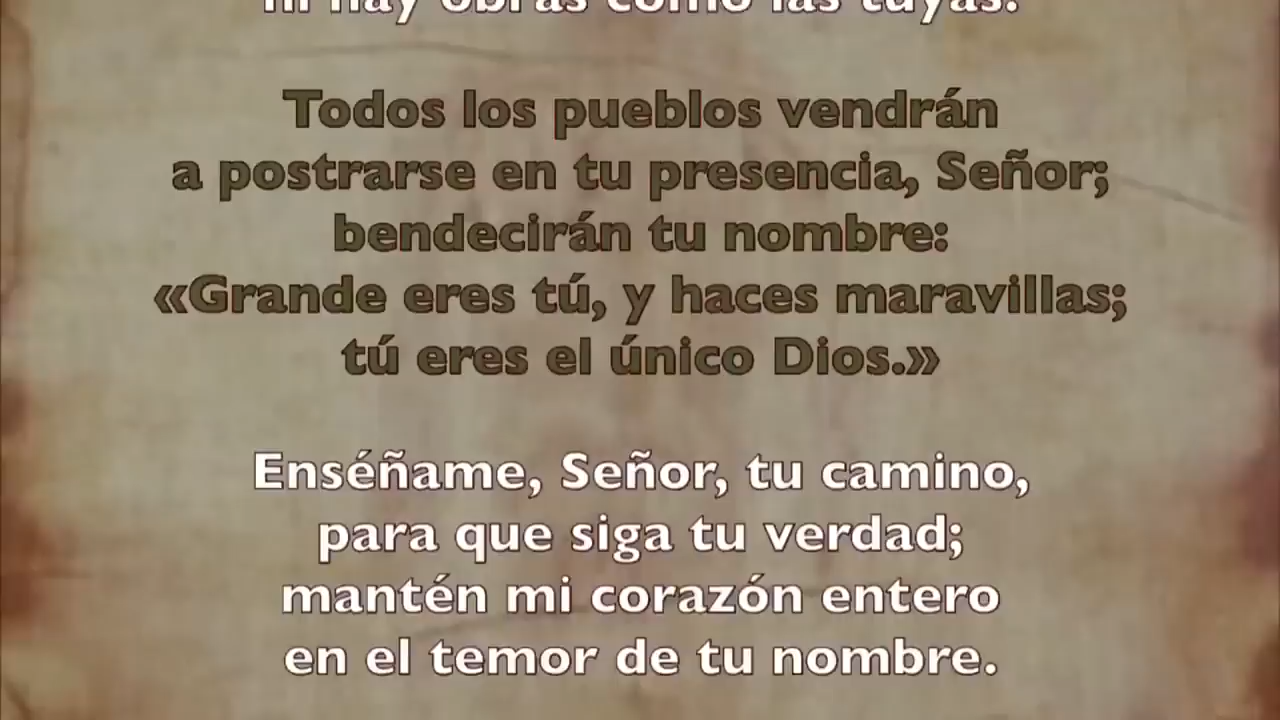 ni hay obras como las tuyas.
Todos los pueblos vendrán
a postrarse en tu presencia, Señor;
bendecirán tu nombre:
«Grande eres tú, y haces maravillas;
tú eres el único Dios.»
Enséñame, Señor, tu camino,
para que siga tu verdad;
mantén mi corazón entero
en el temor de tu nombre.